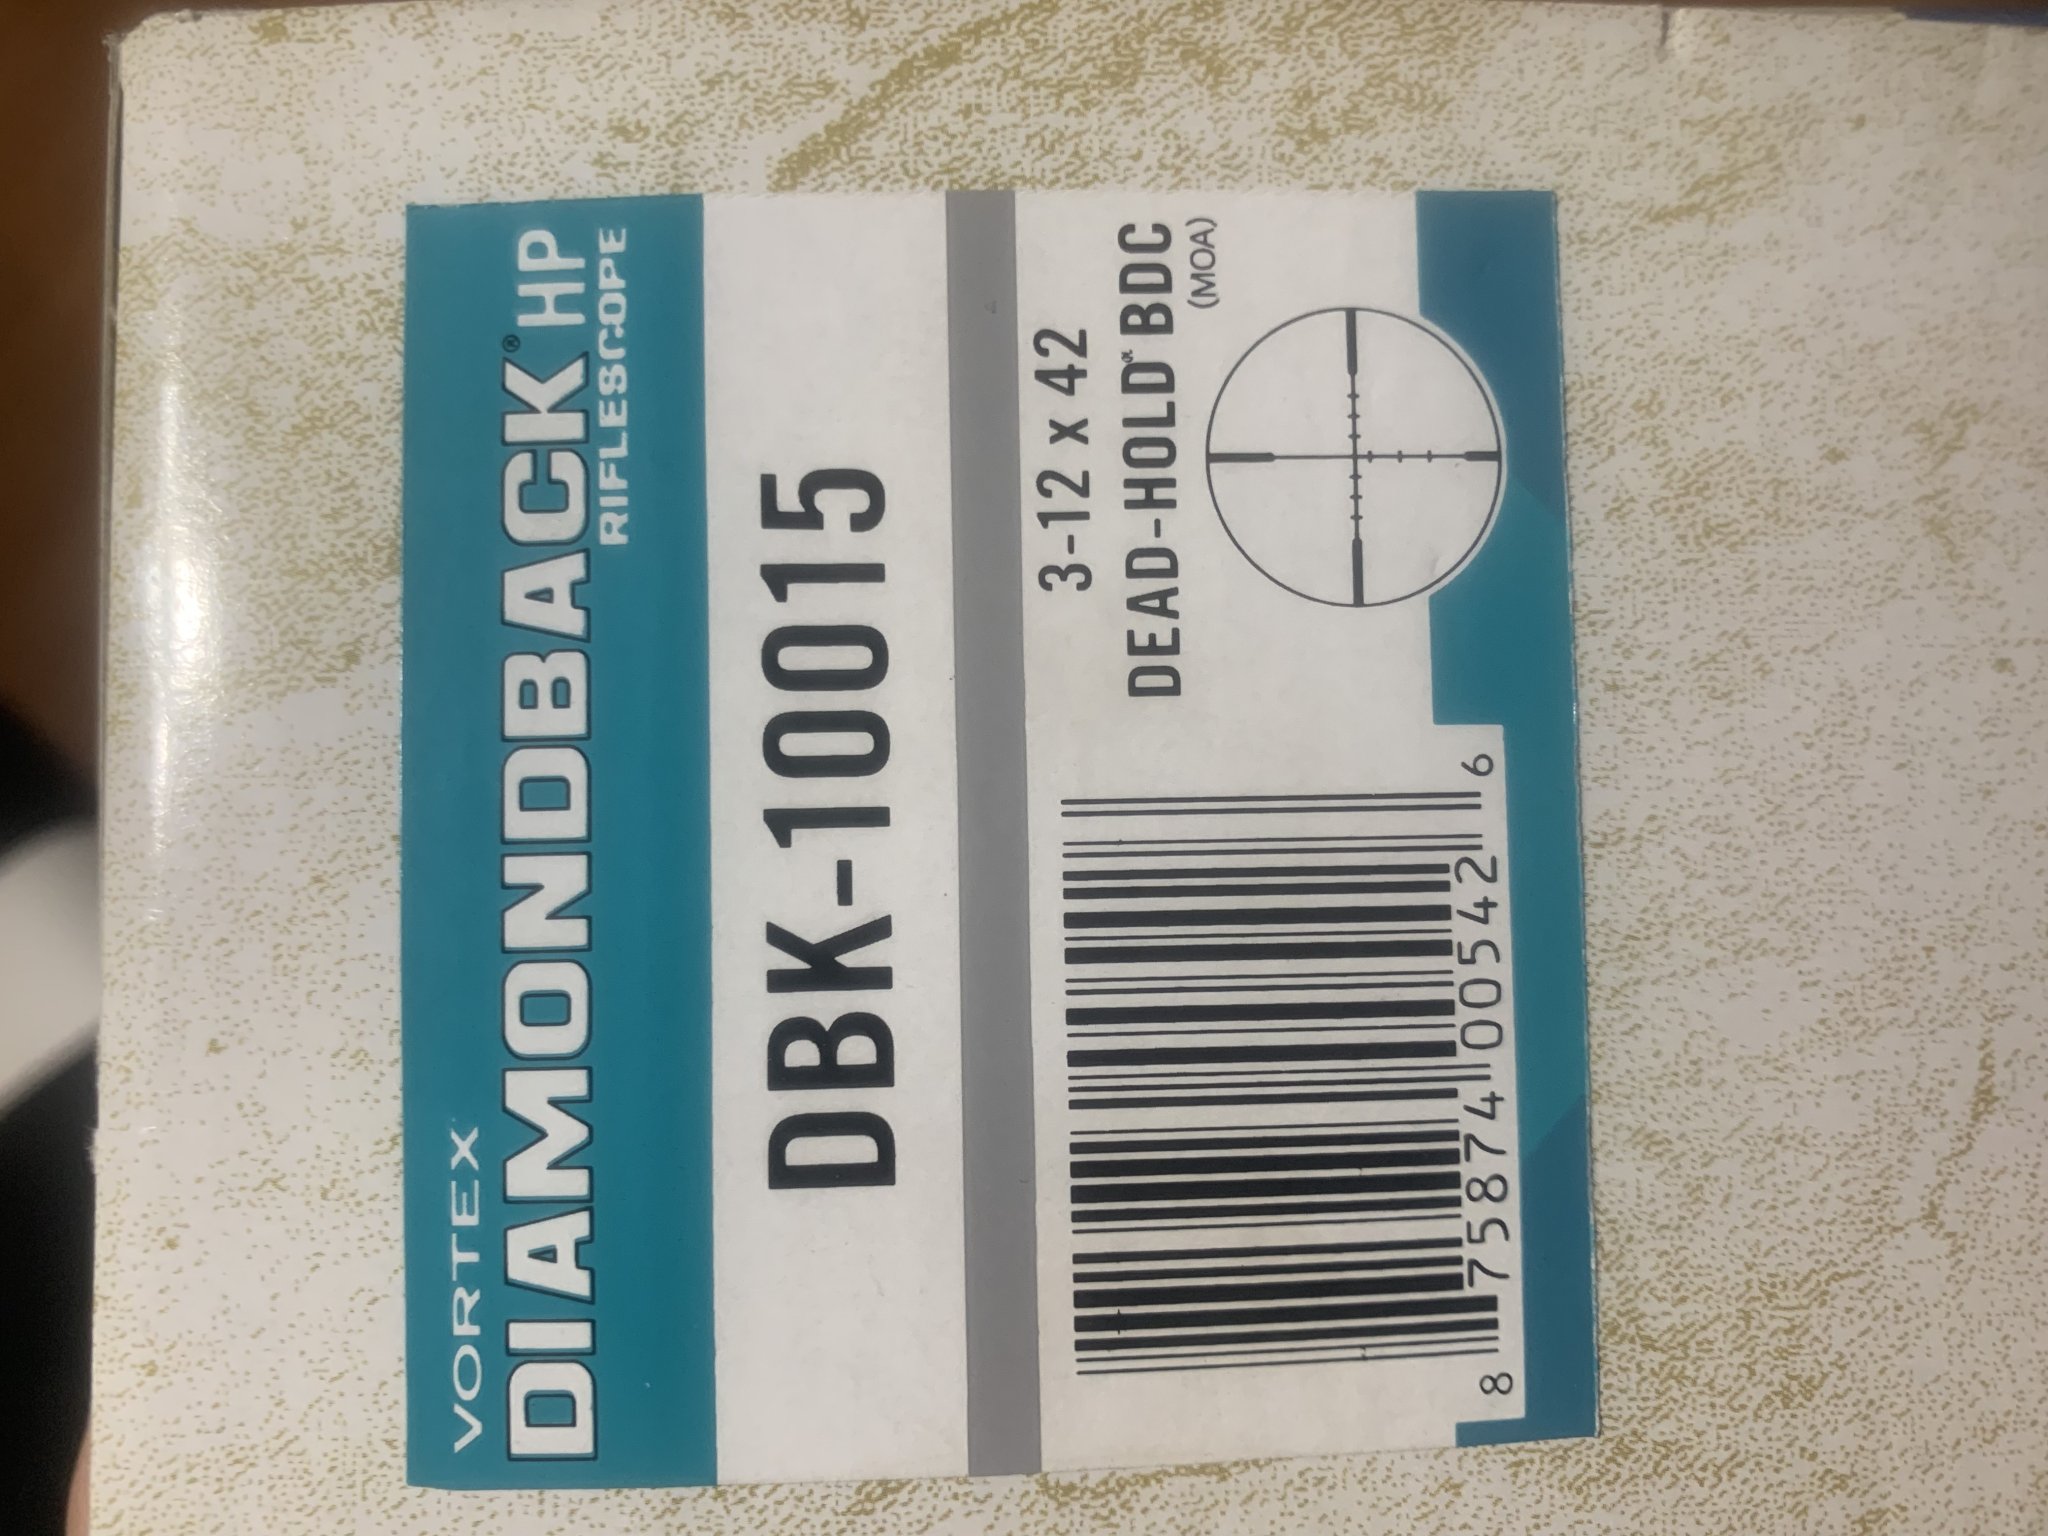 VORTEX
DIAMONDBACK® HP
RIFLESCOPE
DBK-10015
3-12 x 42
DEAD-HOLD® BDC
(MOA)
8 75874 00542 6